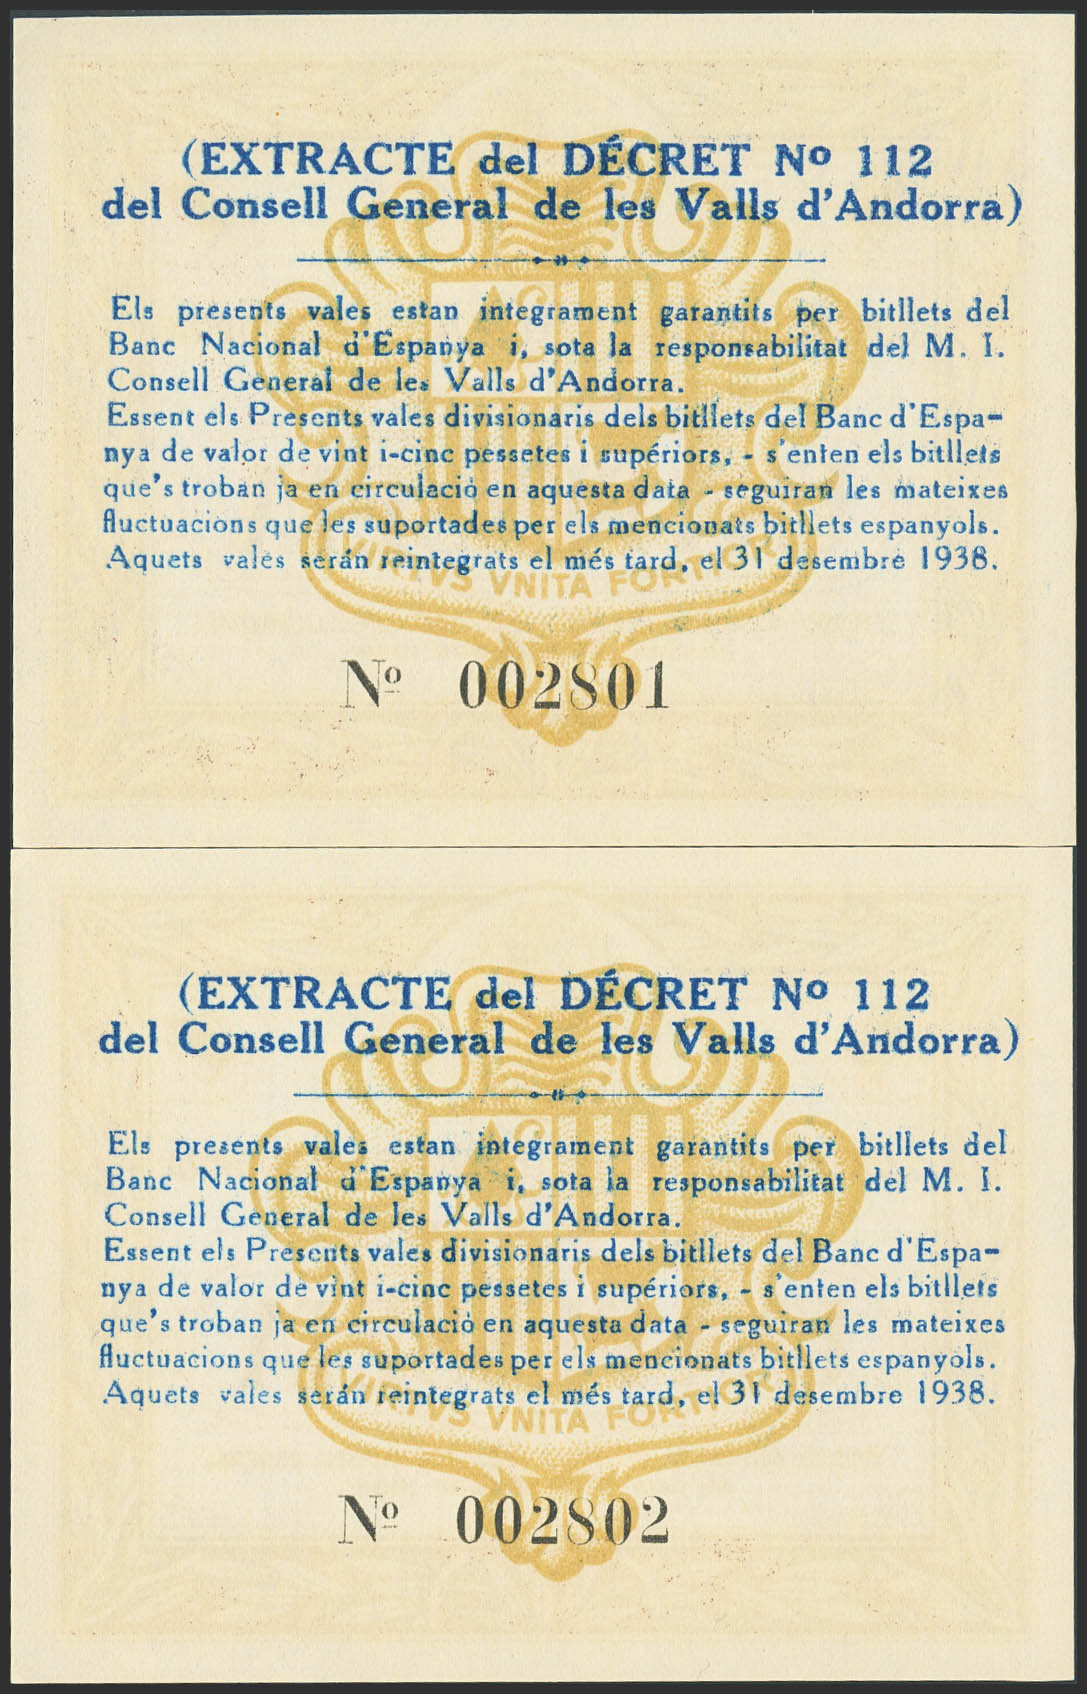 (EXTRACTE del DÉCRET Nº 112
del Consell General de les Valls d'Andorra)
Els presents vales estan integrament garantits per bitllets del
Banc Nacional d'Espanya i, sota la responsabilitat del M. I.
Consell General de les Valls d'Andorra.
Essent els Presents vales divisionaris dels bitllets del Banc d'Espa-
nya de valor de vint i-cinc pessetes i supériors, - s'enten els bitllets
que's troban ja en circulació en aquesta data - seguiran les mateixes
fluctuacions que les suportades per els mencionats bitllets espanyols.
Aquets vales serán reintegrats el més tard, el 31 desembre 1938.
VIRTVS VNITA FORTIOR
Nº 002801
(EXTRACTE del DÉCRET Nº 112
del Consell General de les Valls d'Andorra)
Els presents vales estan integrament garantits per bitllets del
Banc Nacional d'Espanya i, sota la responsabilitat del M. I.
Consell General de les Valls d'Andorra.
Essent els Presents vales divisionaris dels bitllets del Banc d'Espa-
nya de valor de vint i-cinc pessetes i supériors, - s'enten els bitllets
que's troban ja en circulació en aquesta data - seguiran les mateixes
fluctuacions que les suportades per els mencionats bitllets espanyols.
Aquets vales serán reintegrats el més tard, el 31 desembre 1938.
VIRTVS VNITA FORTIOR
Nº 002802